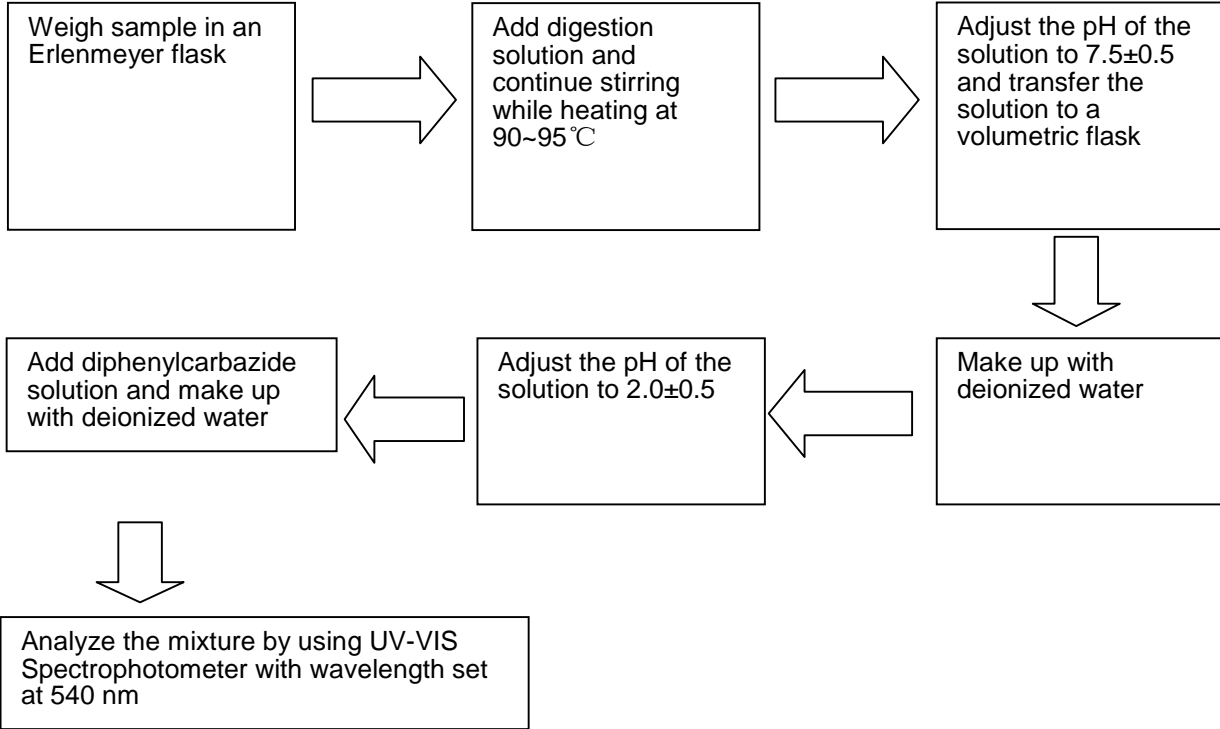 Weigh sample in an
Erlenmeyer flask
Add digestion
solution and
continue stirring
while heating at
90~95℃
Adjust the pH of the
solution to 7.5±0.5
and transfer the
solution to a
volumetric flask
Make up with
deionized water
Adjust the pH of the
solution to 2.0±0.5
Add diphenylcarbazide
solution and make up
with deionized water
Analyze the mixture by using UV-VIS
Spectrophotometer with wavelength set
at 540 nm